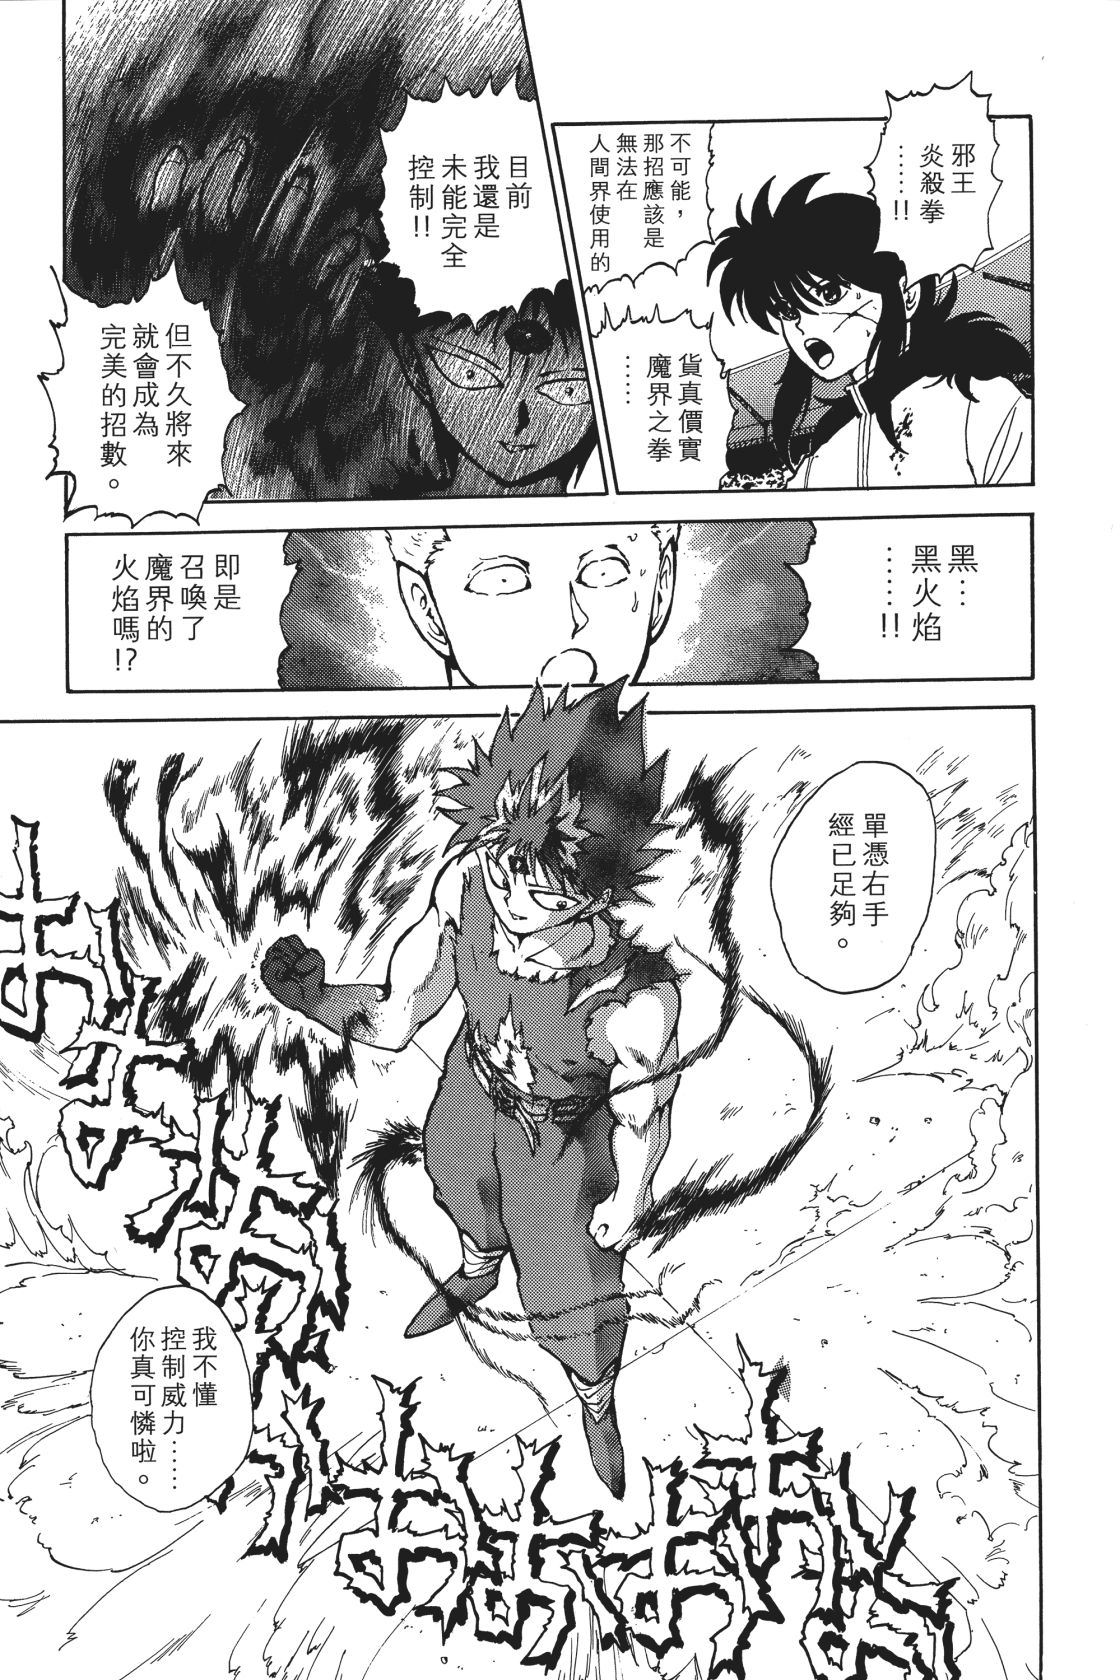 邪王
炎殺拳
……!!
不可能，
那招應該是
無法在
人間界使用的
貨真價實
魔界之拳
……
目前
我還是
未能完全
控制!!
但不久將來
就會成為
完美的招數。
黑…
黑火焰
……!!
即是
召喚了
魔界的
火焰嗎!?
單憑右手
經已足夠。
我不懂
控制威力……
你真可憐啦。